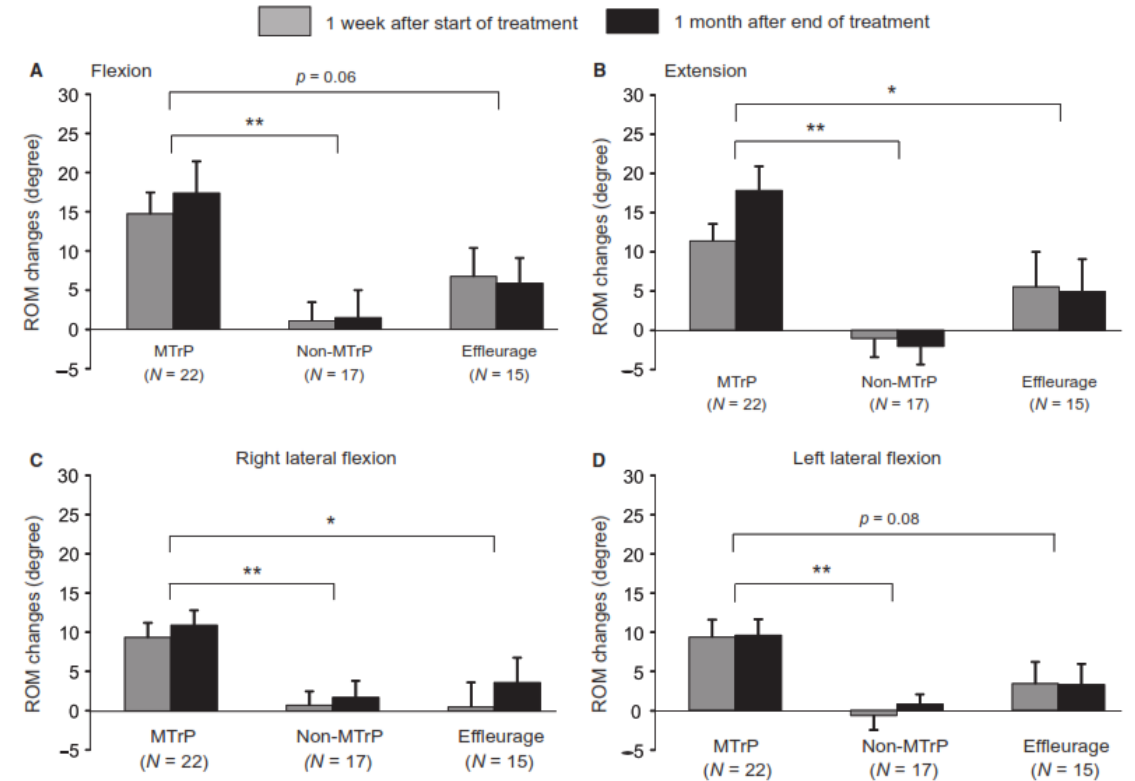 1 week after start of treatment 1 month after end of treatment
A Flexion
p = 0.06
**
ROM changes (degree)
30
25
20
15
10
5
0
–5
MTrP Non-MTrP Effleurage
(N = 22) (N = 17) (N = 15)
B Extension
*
**
ROM changes (degree)
30
25
20
15
10
5
0
–5
MTrP Non-MTrP Effleurage
(N = 22) (N = 17) (N = 15)
C Right lateral flexion
*
**
ROM changes (degree)
30
25
20
15
10
5
0
–5
MTrP Non-MTrP Effleurage
(N = 22) (N = 17) (N = 15)
D Left lateral flexion
p = 0.08
**
ROM changes (degree)
30
25
20
15
10
5
0
–5
MTrP Non-MTrP Effleurage
(N = 22) (N = 17) (N = 15)